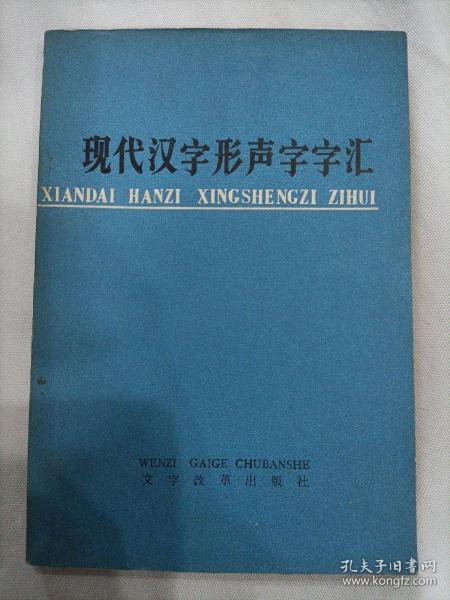 现代汉字形声字字汇
XIANDAI HANZI XINGSHENGZI ZIHUI
WENZI GAIGE CHUBANSHE
文字改革出版社
孔夫子旧书网
www.kongfz.com